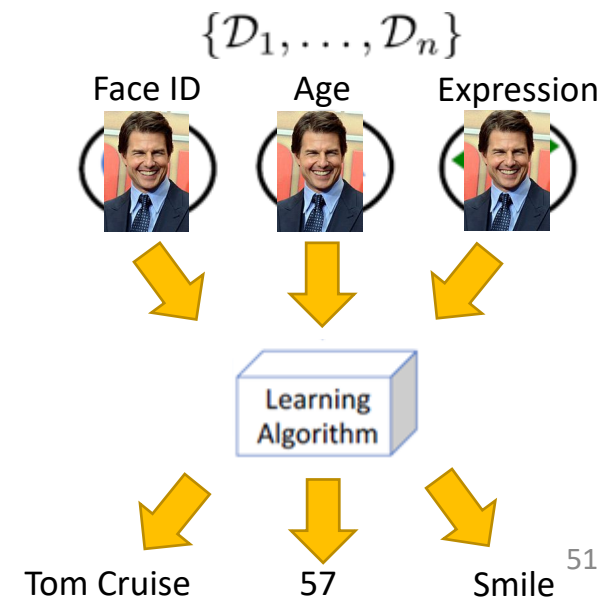 {𝒟₁, . . . , 𝒟ₙ}
Face ID Age Expression
Learning
Algorithm
Tom Cruise 57 Smile
51